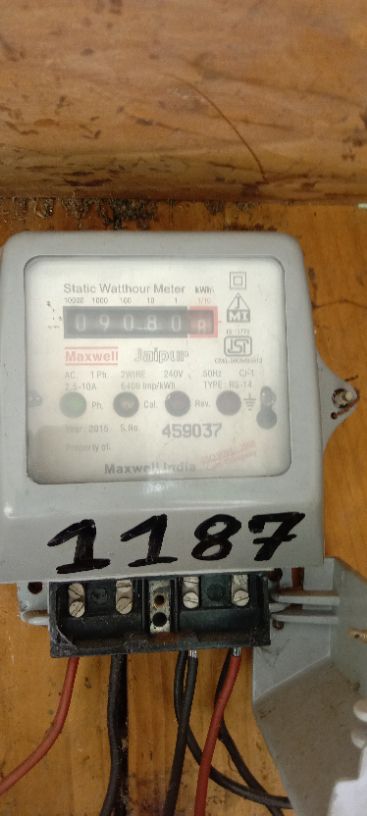 Static Watthour Meter kWh
10000 1000 100 10 1 1/10
09080
Maxwell Jaipur
AC. 1 Ph 2WIRE 240V. 50Hz Cl-1
2.5-10A 6400 Imp/kWh TYPE: RS-14
Ph. Cal. Rev.
Year: 2015 S.No. 459037
Property of:
Maxwell India
1187